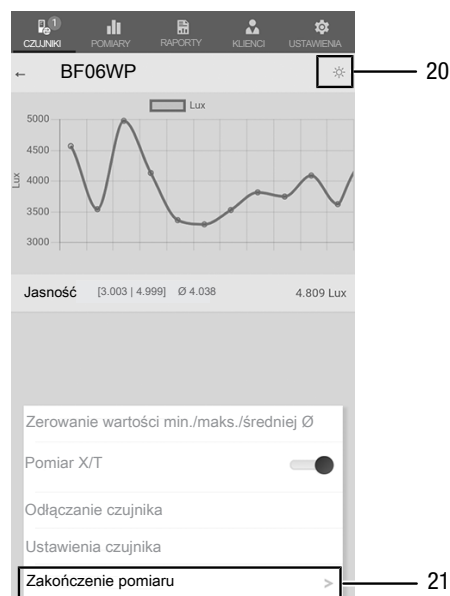 1
CZUJNIKI POMIARY RAPORTY KLIENCI USTAWIENIA
← BF06WP
20
Lux
5000
4500
4000
3500
3000
Lux
Jasność [3.003 | 4.999] Ø 4.038 4.809 Lux
Zerowanie wartości min./maks./średniej Ø
Pomiar X/T
Odłączanie czujnika
Ustawienia czujnika
Zakończenie pomiaru >
21